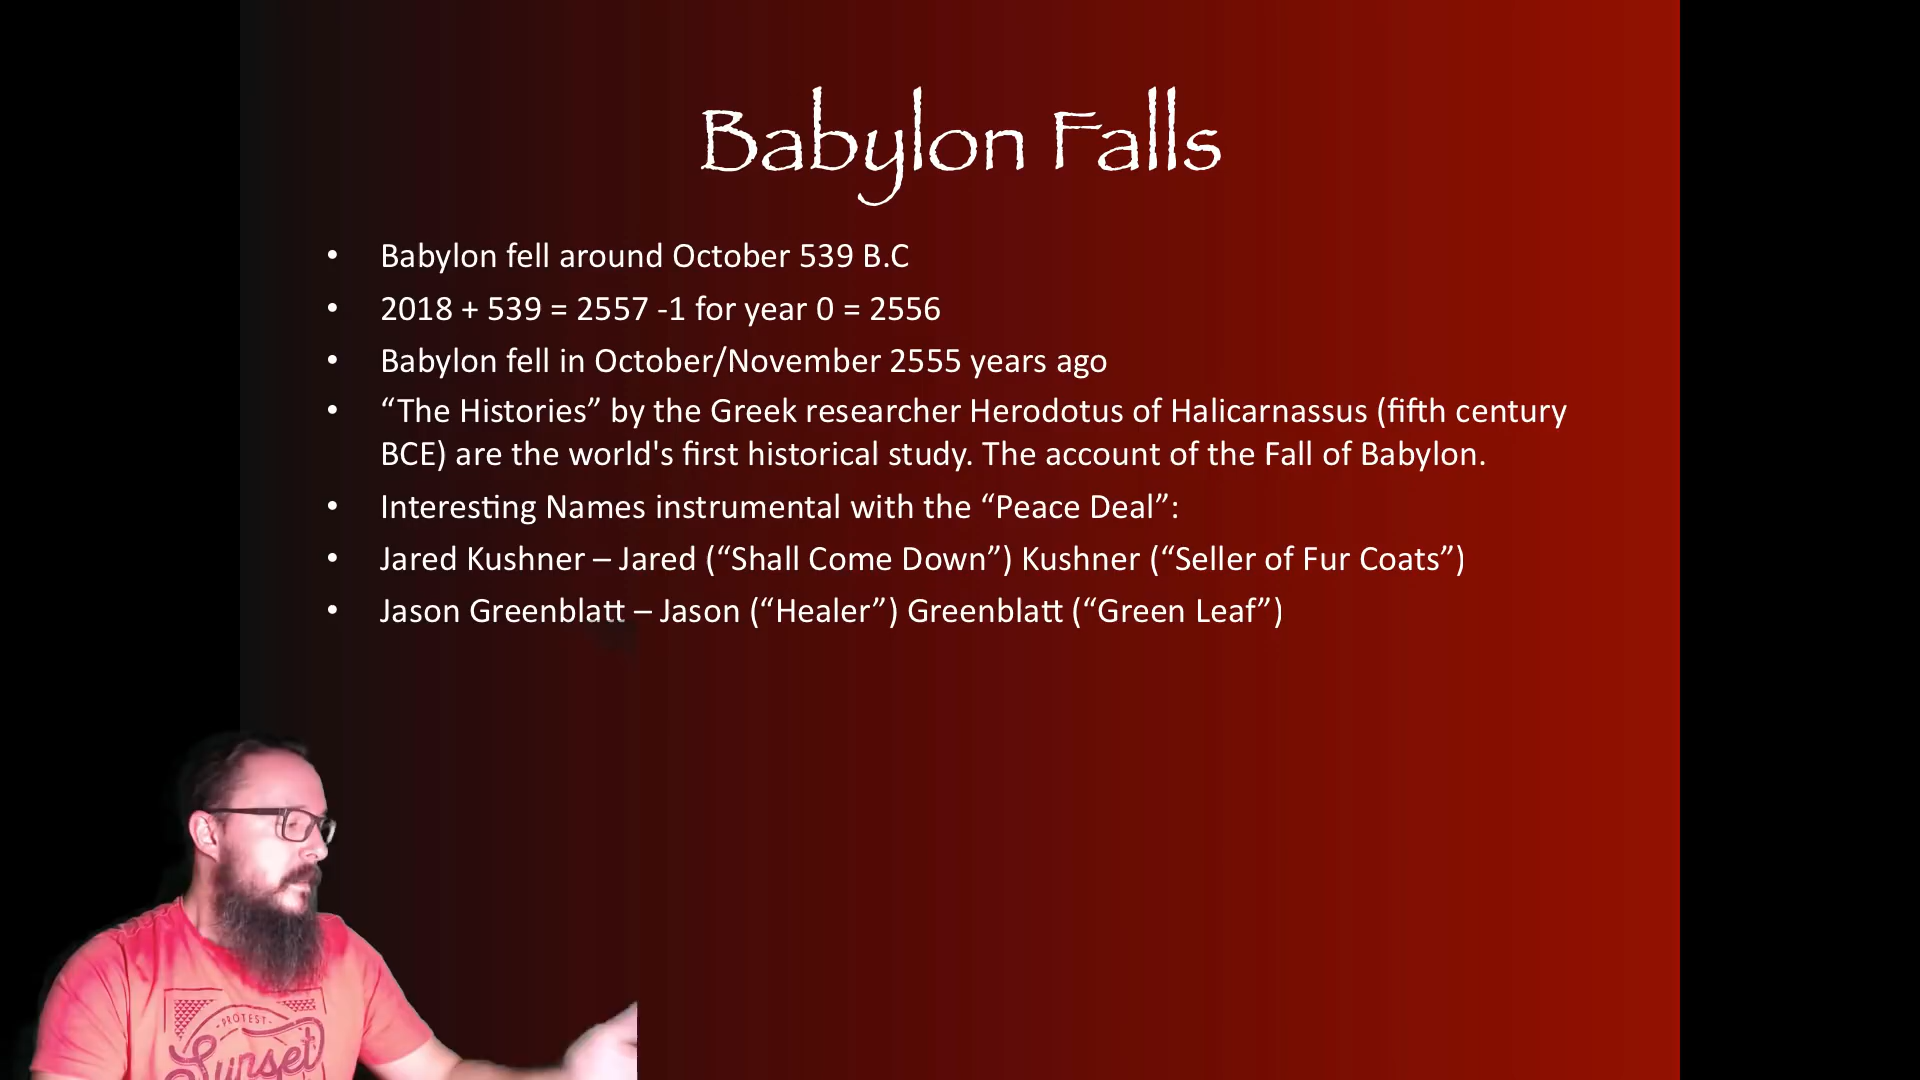 Babylon Falls
• Babylon fell around October 539 B.C
• 2018 + 539 = 2557 -1 for year 0 = 2556
• Babylon fell in October/November 2555 years ago
• “The Histories” by the Greek researcher Herodotus of Halicarnassus (fifth century
BCE) are the world's first historical study. The account of the Fall of Babylon.
• Interesting Names instrumental with the “Peace Deal”:
• Jared Kushner – Jared (“Shall Come Down”) Kushner (“Seller of Fur Coats”)
• Jason Greenblatt – Jason (“Healer”) Greenblatt (“Green Leaf”)
-PROTEST-
Sunset